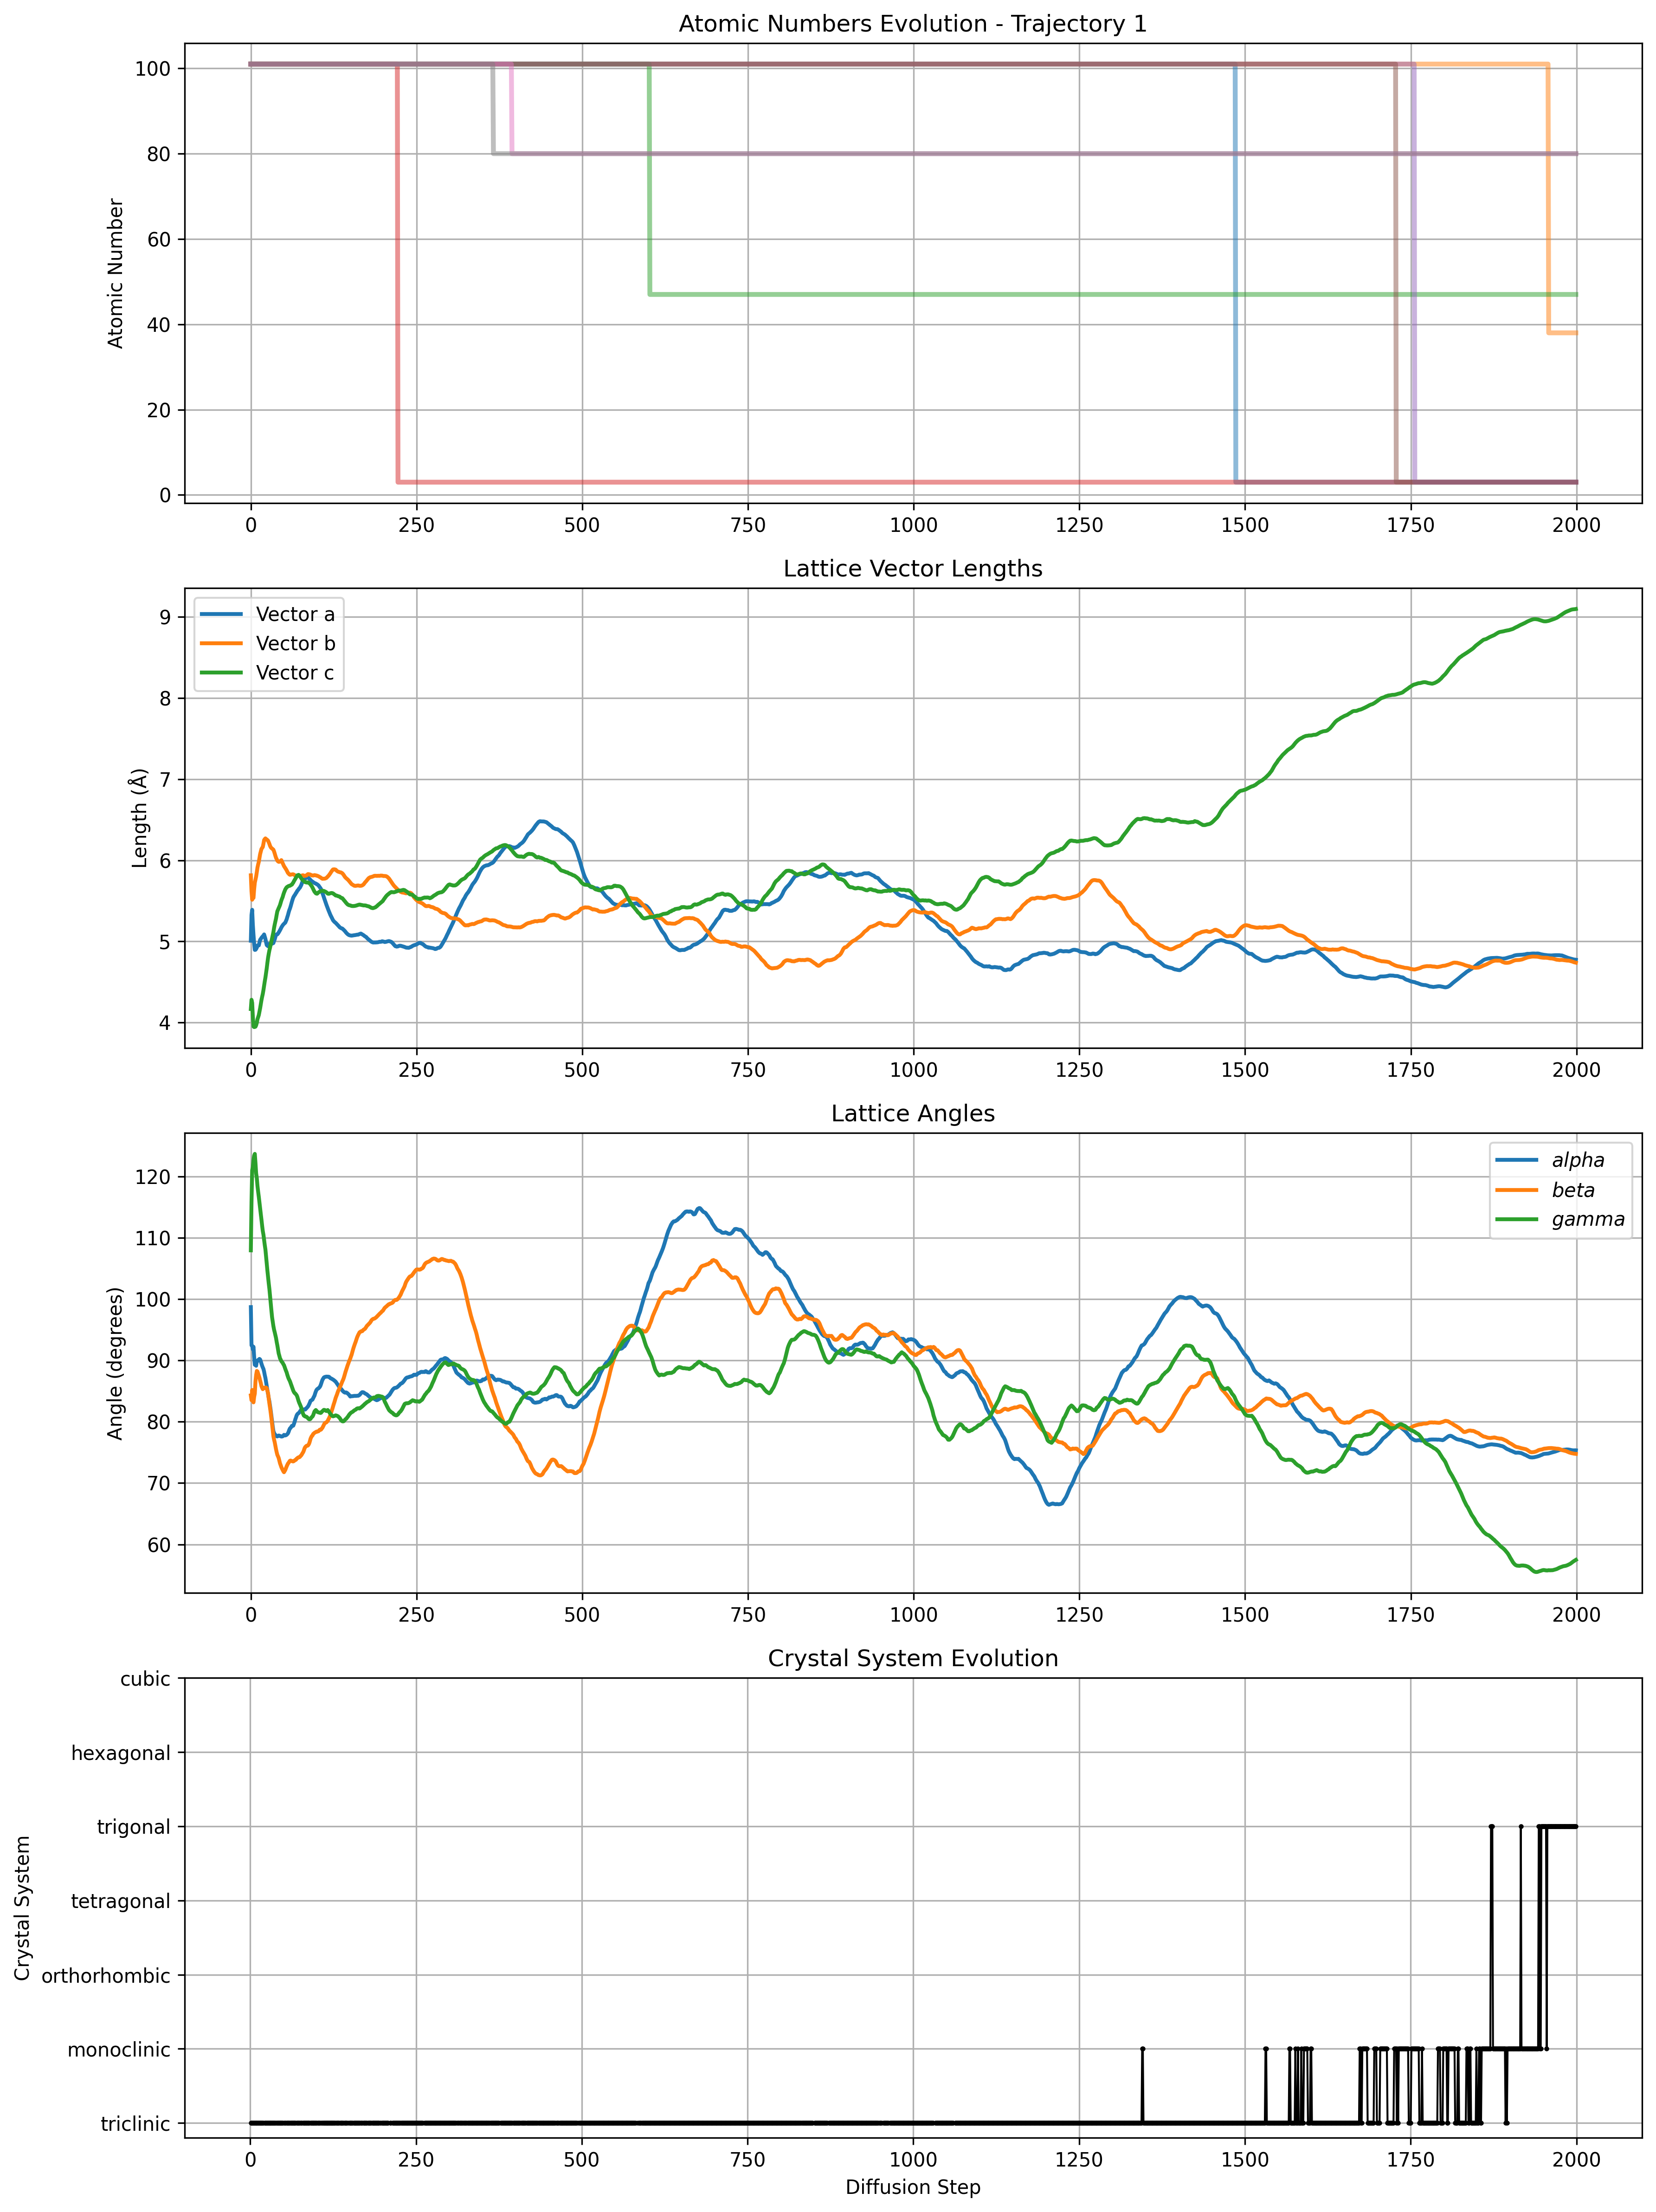 Atomic Numbers Evolution - Trajectory 1
100
80
60
40
20
0
Atomic Number
0 250 500 750 1000 1250 1500 1750 2000
Lattice Vector Lengths
Vector a
Vector b
Vector c
9
8
7
6
5
4
Length (Å)
0 250 500 750 1000 1250 1500 1750 2000
Lattice Angles
alpha
beta
gamma
120
110
100
90
80
70
60
Angle (degrees)
0 250 500 750 1000 1250 1500 1750 2000
Crystal System Evolution
cubic
hexagonal
trigonal
tetragonal
orthorhombic
monoclinic
triclinic
Crystal System
0 250 500 750 1000 1250 1500 1750 2000
Diffusion Step